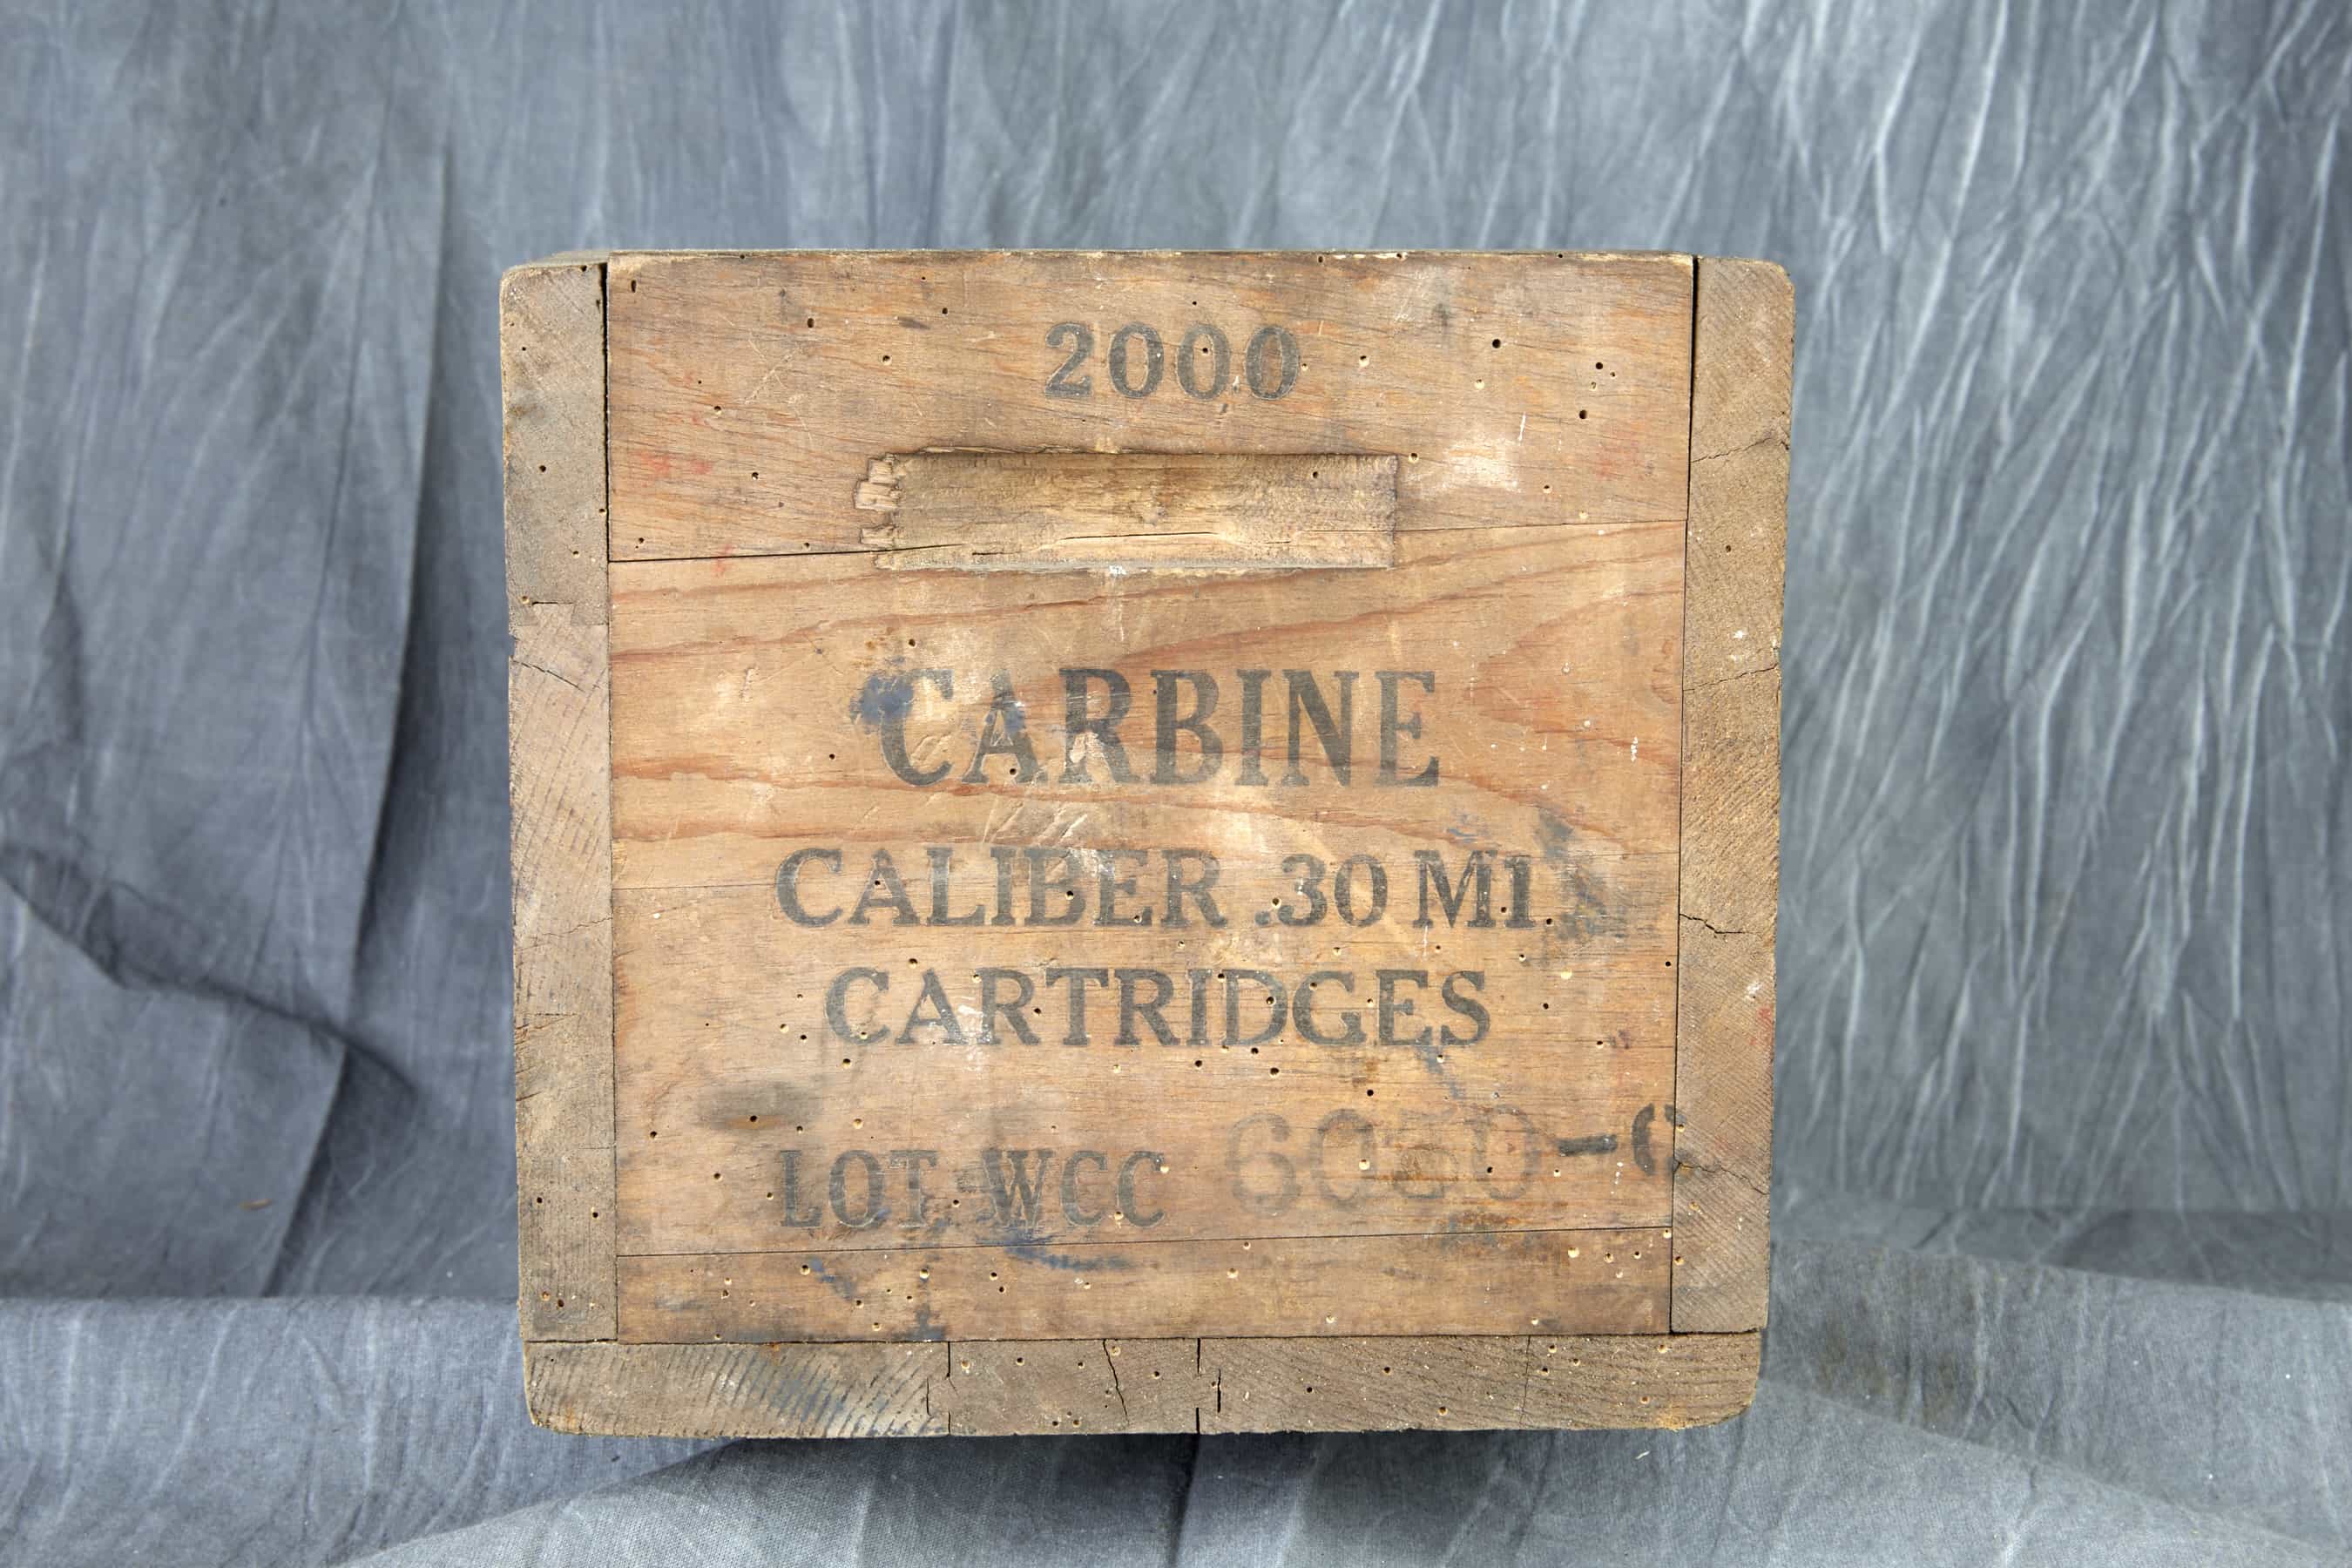 2000
CARBINE
CALIBER .30 M1
CARTRIDGES
LOT WCC